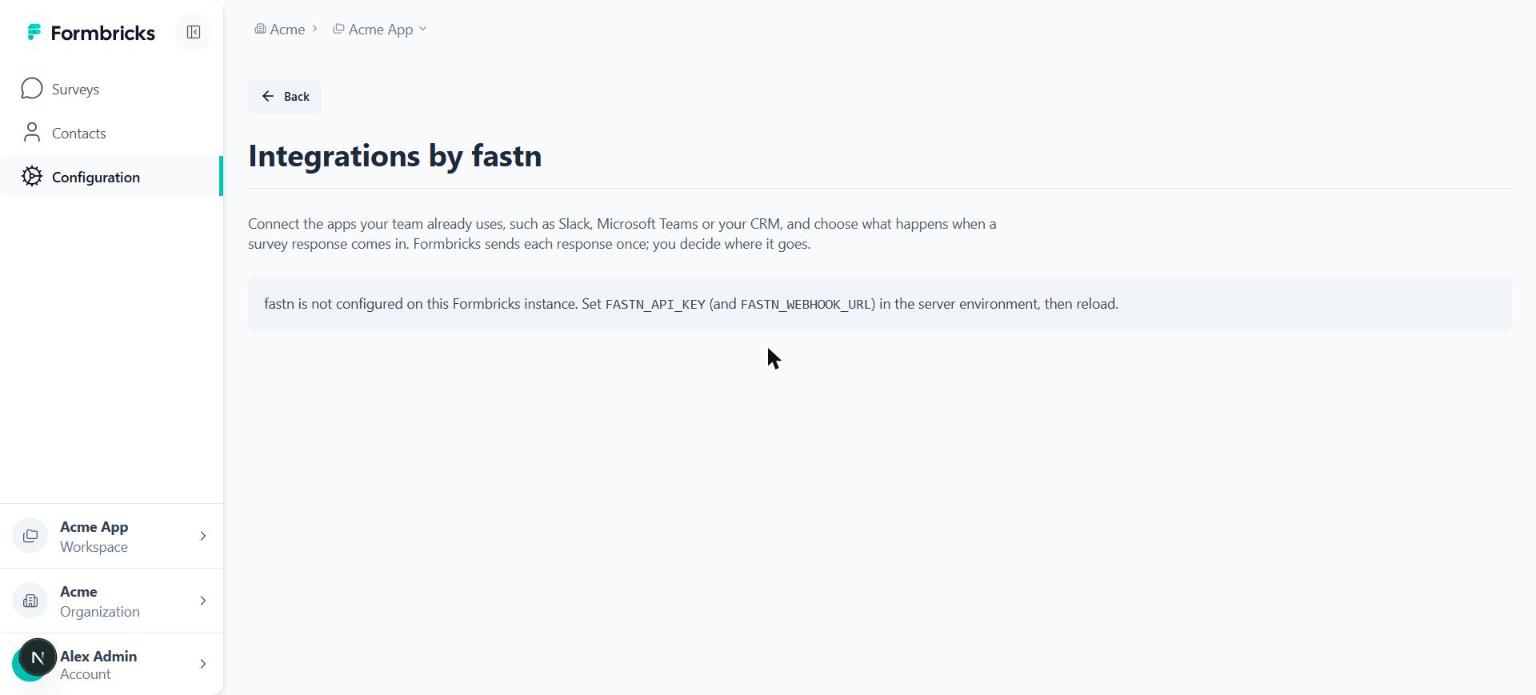 Formbricks
Acme
Acme App
Surveys
Contacts
Configuration
Back
Integrations by fastn
Connect the apps your team already uses, such as Slack, Microsoft Teams or your CRM, and choose what happens when a
survey response comes in. Formbricks sends each response once; you decide where it goes.
fastn is not configured on this Formbricks instance. Set FASTN_API_KEY (and FASTN_WEBHOOK_URL) in the server environment, then reload.
Acme App
Workspace
Acme
Organization
N
Alex Admin
Account